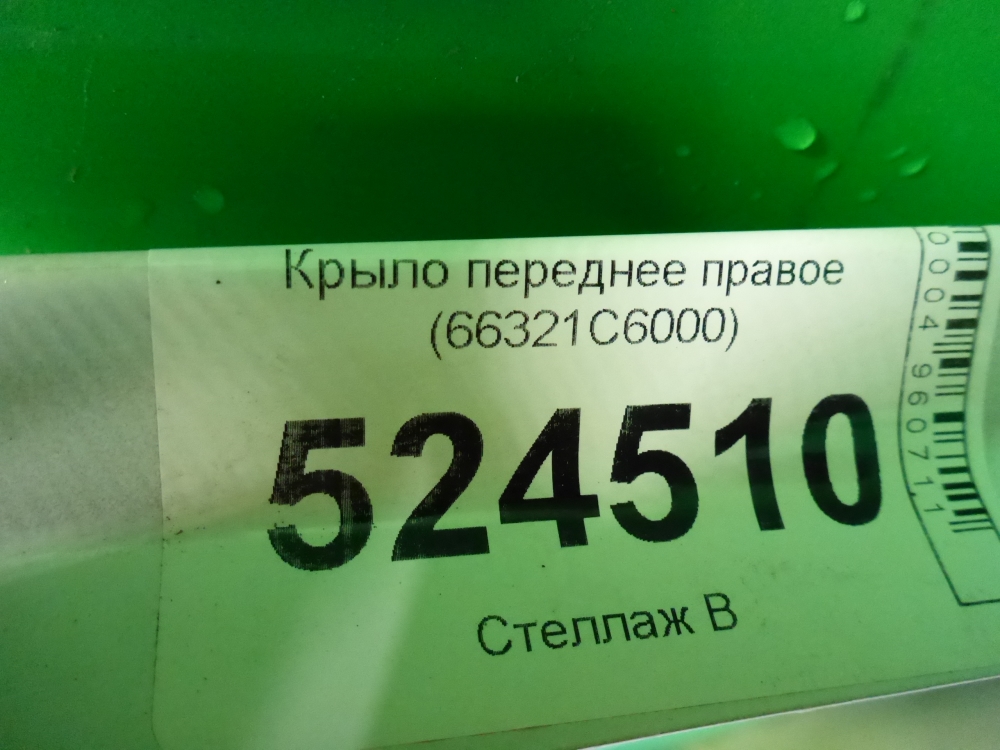 Крыло переднее правое
(66321C6000)
524510
Стеллаж В
0004960711